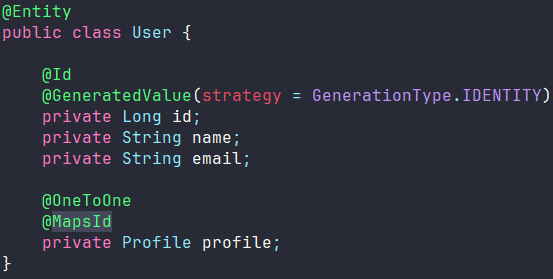 @Entity
public class User {
@Id
@GeneratedValue(strategy = GenerationType.IDENTITY)
private Long id;
private String name;
private String email;
@OneToOne
@MapsId
private Profile profile;
}